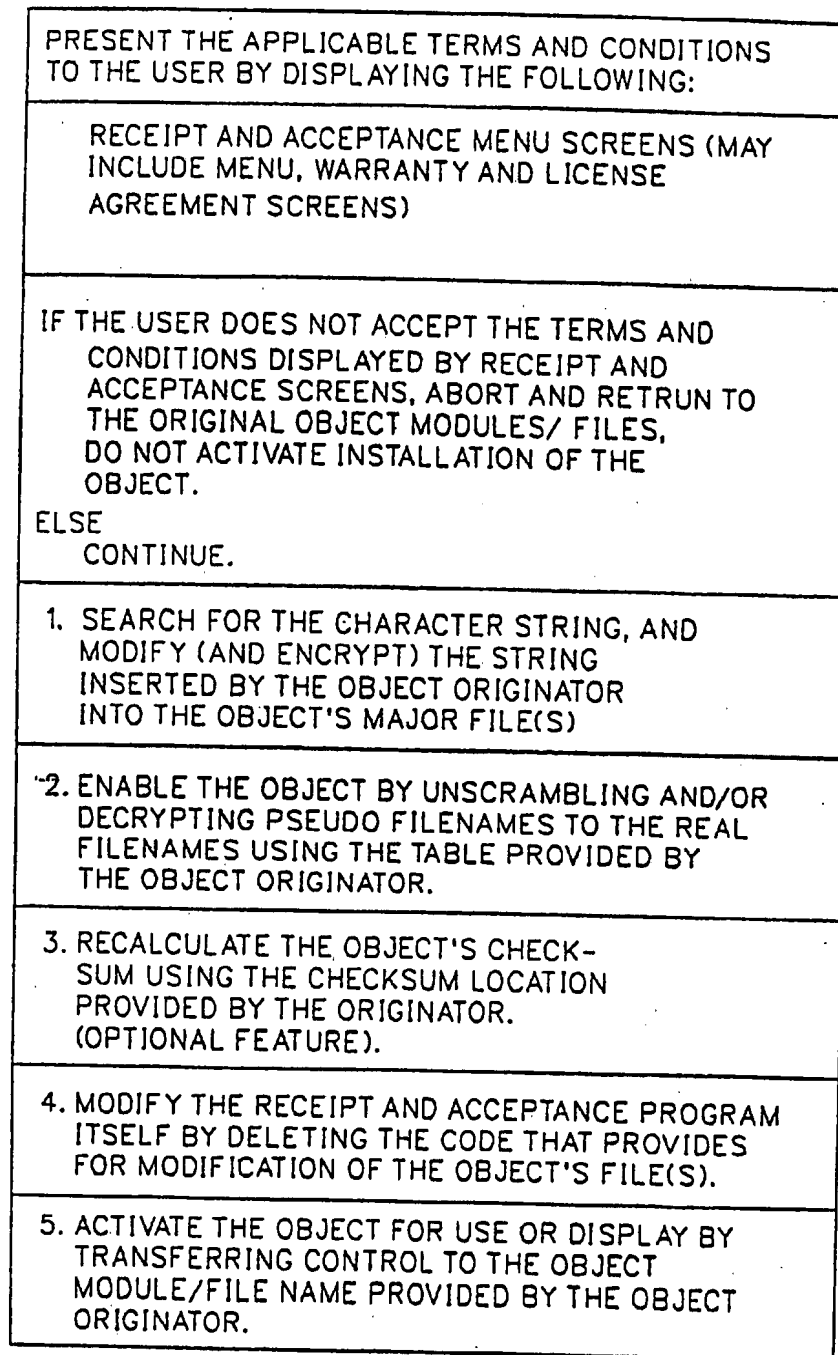 PRESENT THE APPLICABLE TERMS AND CONDITIONS
TO THE USER BY DISPLAYING THE FOLLOWING:
RECEIPT AND ACCEPTANCE MENU SCREENS (MAY
INCLUDE MENU, WARRANTY AND LICENSE
AGREEMENT SCREENS)
IF THE USER DOES NOT ACCEPT THE TERMS AND
CONDITIONS DISPLAYED BY RECEIPT AND
ACCEPTANCE SCREENS, ABORT AND RETRUN TO
THE ORIGINAL OBJECT MODULES/ FILES,
DO NOT ACTIVATE INSTALLATION OF THE
OBJECT.
ELSE
CONTINUE.
1. SEARCH FOR THE CHARACTER STRING, AND
MODIFY (AND ENCRYPT) THE STRING
INSERTED BY THE OBJECT ORIGINATOR
INTO THE OBJECT'S MAJOR FILE(S)
2. ENABLE THE OBJECT BY UNSCRAMBLING AND/OR
DECRYPTING PSEUDO FILENAMES TO THE REAL
FILENAMES USING THE TABLE PROVIDED BY
THE OBJECT ORIGINATOR.
3. RECALCULATE THE OBJECT'S CHECK-
SUM USING THE CHECKSUM LOCATION
PROVIDED BY THE ORIGINATOR.
(OPTIONAL FEATURE).
4. MODIFY THE RECEIPT AND ACCEPTANCE PROGRAM
ITSELF BY DELETING THE CODE THAT PROVIDES
FOR MODIFICATION OF THE OBJECT'S FILE(S).
5. ACTIVATE THE OBJECT FOR USE OR DISPLAY BY
TRANSFERRING CONTROL TO THE OBJECT
MODULE/FILE NAME PROVIDED BY THE OBJECT
ORIGINATOR.